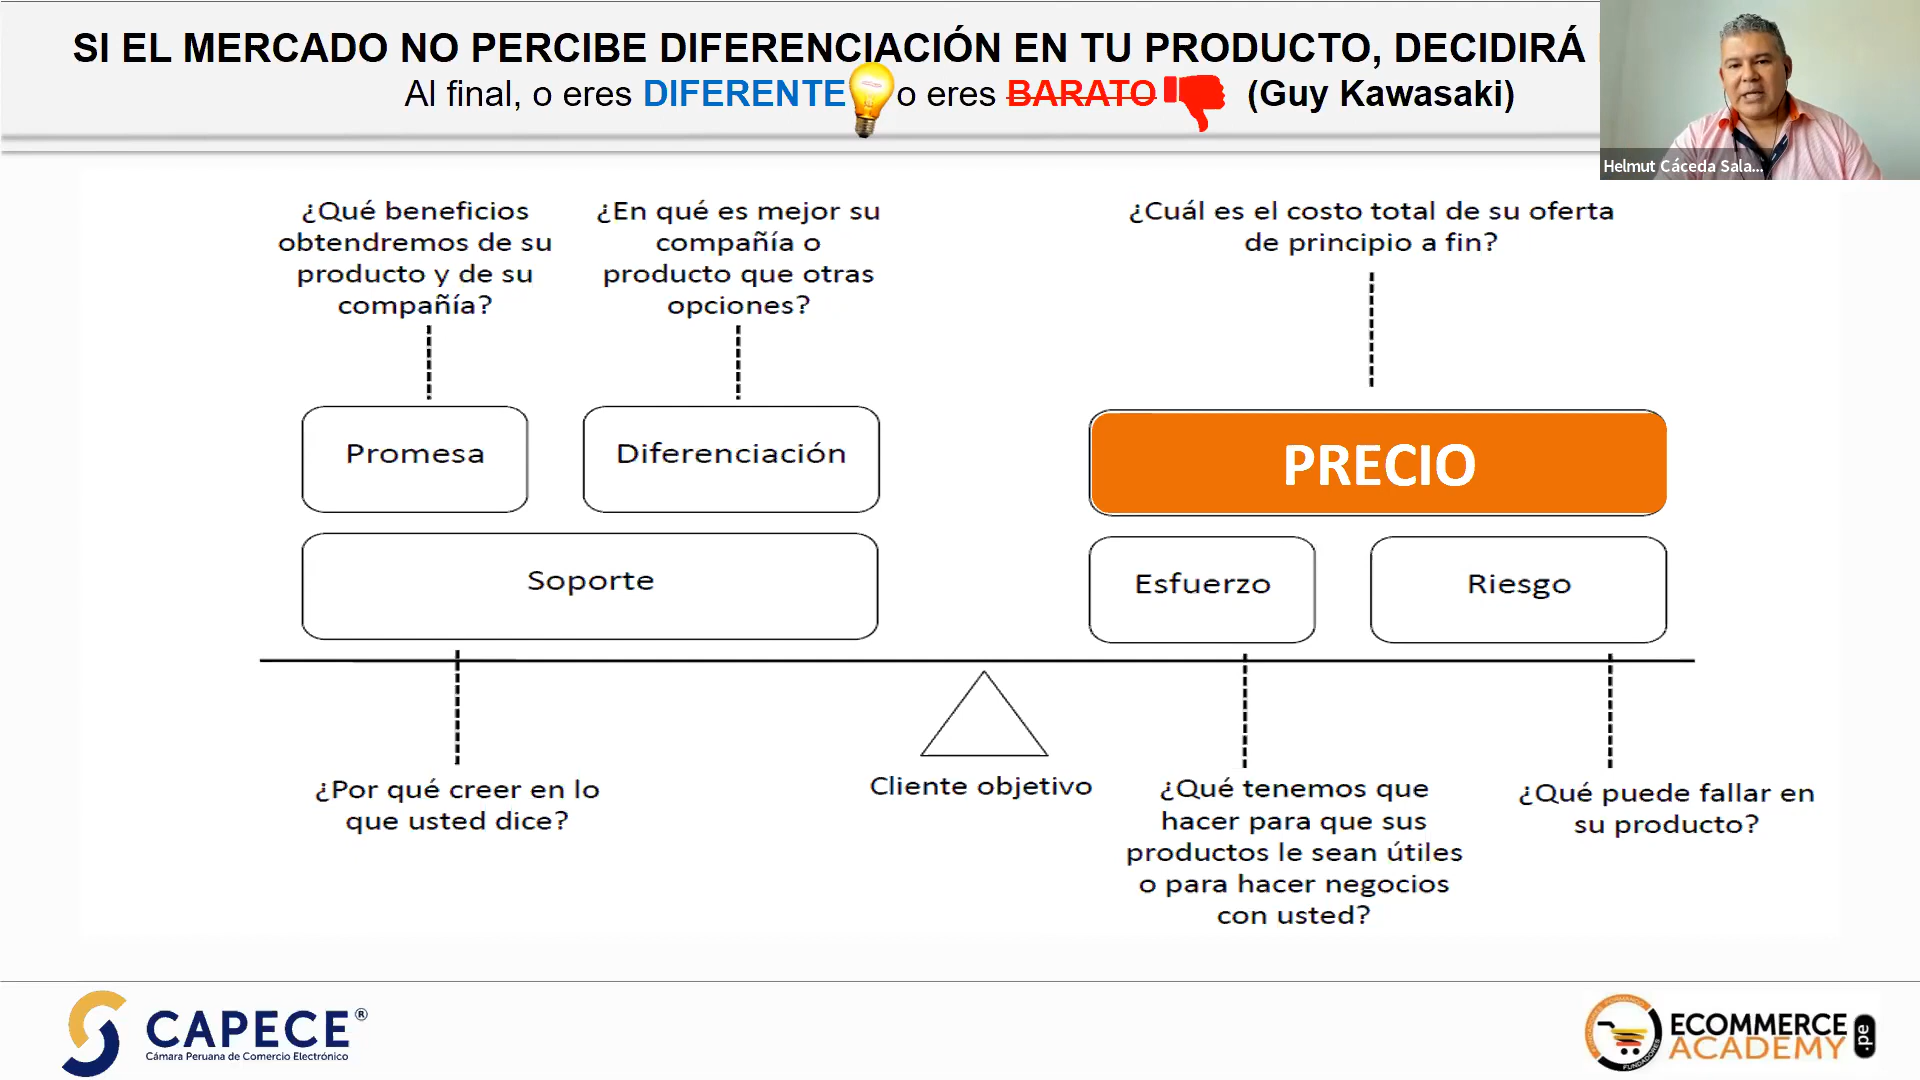 SI EL MERCADO NO PERCIBE DIFERENCIACIÓN EN TU PRODUCTO, DECIDIRÁ
Al final, o eres DIFERENTE o eres BARATO (Guy Kawasaki)
Helmut Cáceda Sala...
¿Qué beneficios
obtendremos de su
producto y de su
compañía?
¿En qué es mejor su
compañía o
producto que otras
opciones?
¿Cuál es el costo total de su oferta
de principio a fin?
Promesa
Diferenciación
PRECIO
Soporte
Esfuerzo
Riesgo
¿Por qué creer en lo
que usted dice?
Cliente objetivo
¿Qué tenemos que
hacer para que sus
productos le sean útiles
o para hacer negocios
con usted?
¿Qué puede fallar en
su producto?
CAPECE®
Cámara Peruana de Comercio Electrónico
ECOMMERCE
ACADEMY
.pe
FUNDADORES